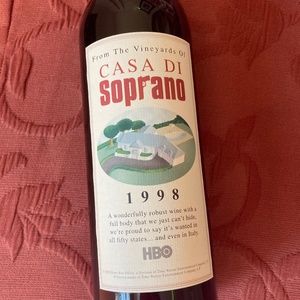 From The Vineyards Of
CASA DI
Soprano
1998
A wonderfully robust wine with a
full body that we just can't hide,
we're proud to say it's wanted in
all fifty states... and even in Italy
HBO